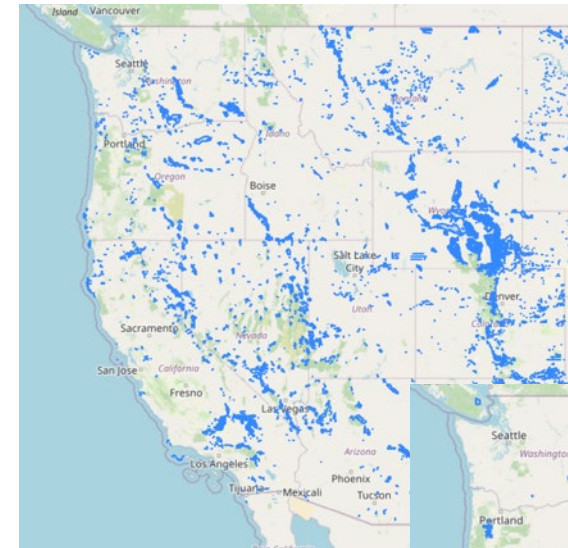 Island
Vancouver
Seattle
Washington
Montana
Portland
Idaho
Oregon
Boise
Salt Lake
City
Denver
Utah
Sacramento
Nevada
San Jose
California
Fresno
Las Vegas
Los Angeles
Arizona
Phoenix
Tijuana
Mexicali
Tucson
Seattle
Washington
Portland